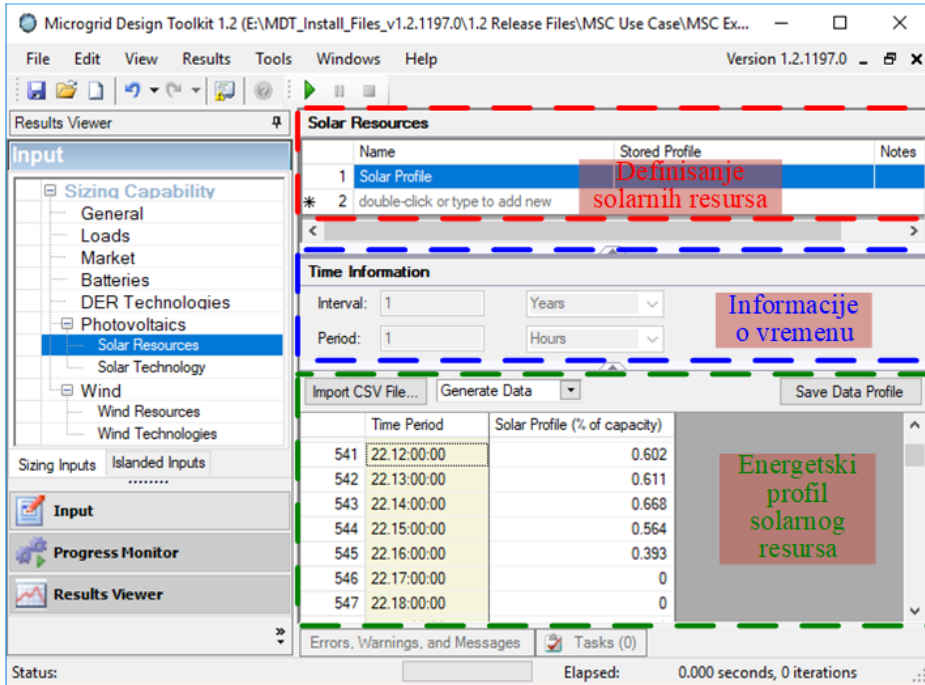 Microgrid Design Toolkit 1.2 (E:\MDT_Install_Files_v1.2.1197.0\1.2 Release Files\MSC Use Case\MSC Ex...
File Edit View Results Tools Windows Help Version 1.2.1197.0
Results Viewer
Input
Sizing Capability
General
Loads
Market
Batteries
DER Technologies
Photovoltaics
Solar Resources
Solar Technology
Wind
Wind Resources
Wind Technologies
Sizing Inputs Islanded Inputs
Input
Progress Monitor
Results Viewer
Solar Resources
Name Stored Profile Notes
1 Solar Profile
2 double-click or type to add new
Definisanje
solarnih resursa
Time Information
Interval: 1 Years
Period: 1 Hours
Informacije
o vremenu
Import CSV File... Generate Data Save Data Profile
Time Period Solar Profile (% of capacity)
541 22.12:00:00 0.602
542 22.13:00:00 0.611
543 22.14:00:00 0.668
544 22.15:00:00 0.564
545 22.16:00:00 0.393
546 22.17:00:00 0
547 22.18:00:00 0
Energetski
profil
solarnog
resursa
Errors, Warnings, and Messages Tasks (0)
Status: Elapsed: 0.000 seconds, 0 iterations